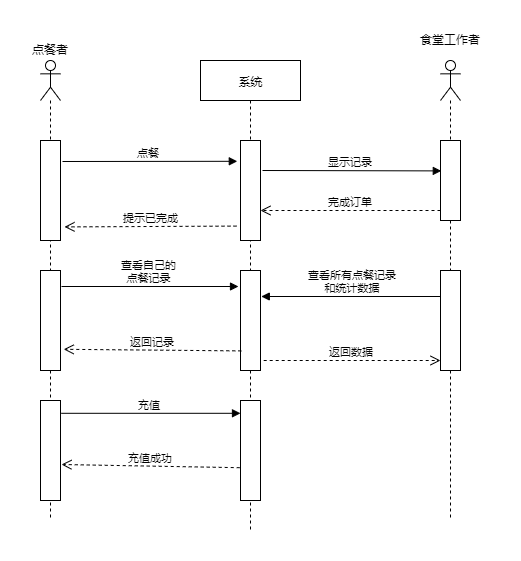 点餐者
食堂工作者
系统
点餐
显示记录
完成订单
提示已完成
查看自己的
点餐记录
查看所有点餐记录
和统计数据
返回记录
返回数据
充值
充值成功